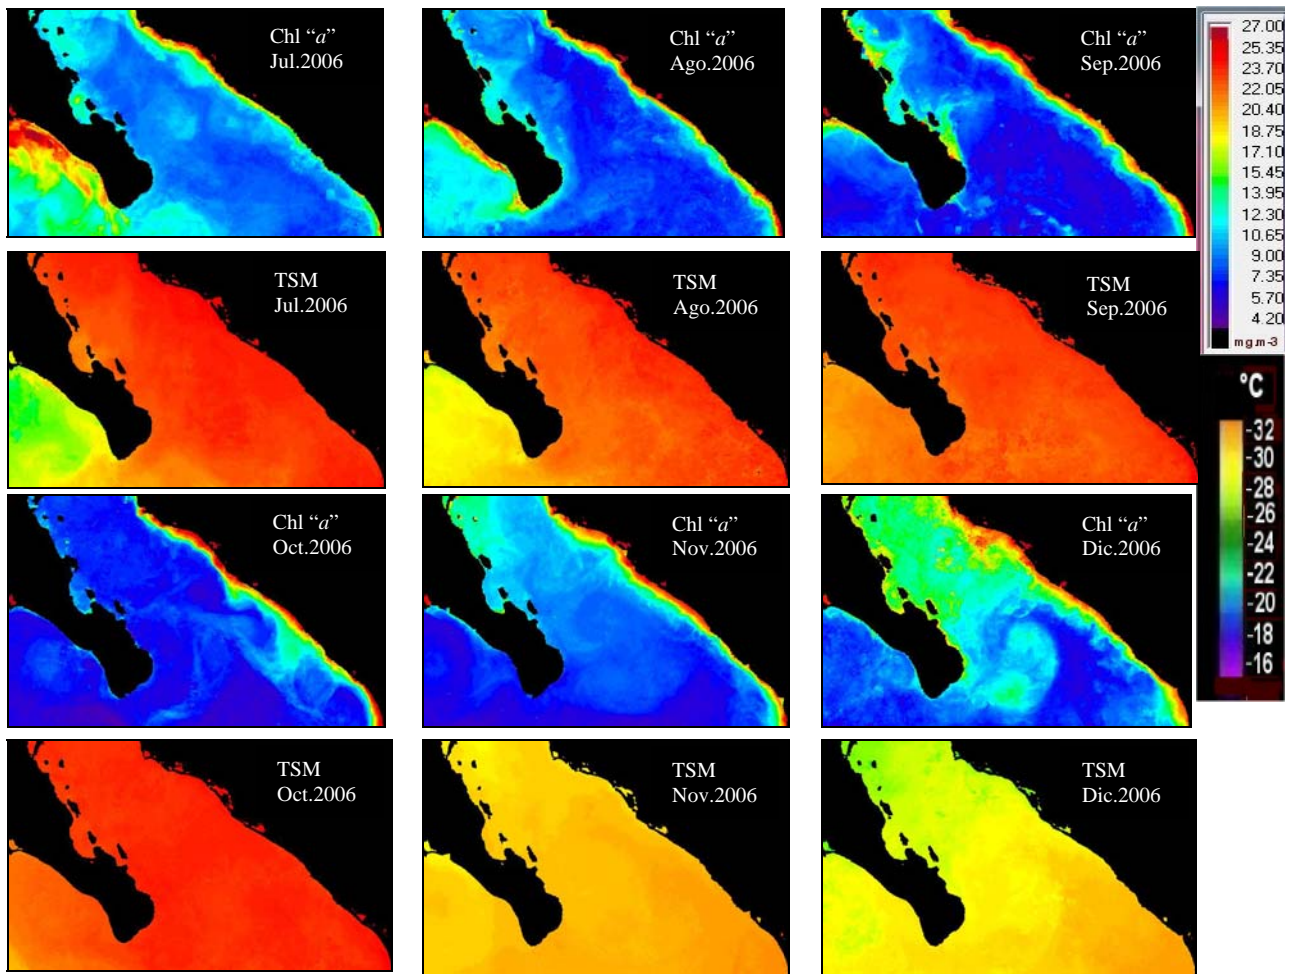 Chl “a”
Jul.2006
Chl “a”
Ago.2006
Chl “a”
Sep.2006
27.00
25.35
23.70
22.05
20.40
18.75
17.10
15.45
13.95
12.30
10.65
9.00
7.35
5.70
4.20
mg.m-3
TSM
Jul.2006
TSM
Ago.2006
TSM
Sep.2006
°C
-32
-30
-28
-26
-24
-22
-20
-18
-16
Chl “a”
Oct.2006
Chl “a”
Nov.2006
Chl “a”
Dic.2006
TSM
Oct.2006
TSM
Nov.2006
TSM
Dic.2006